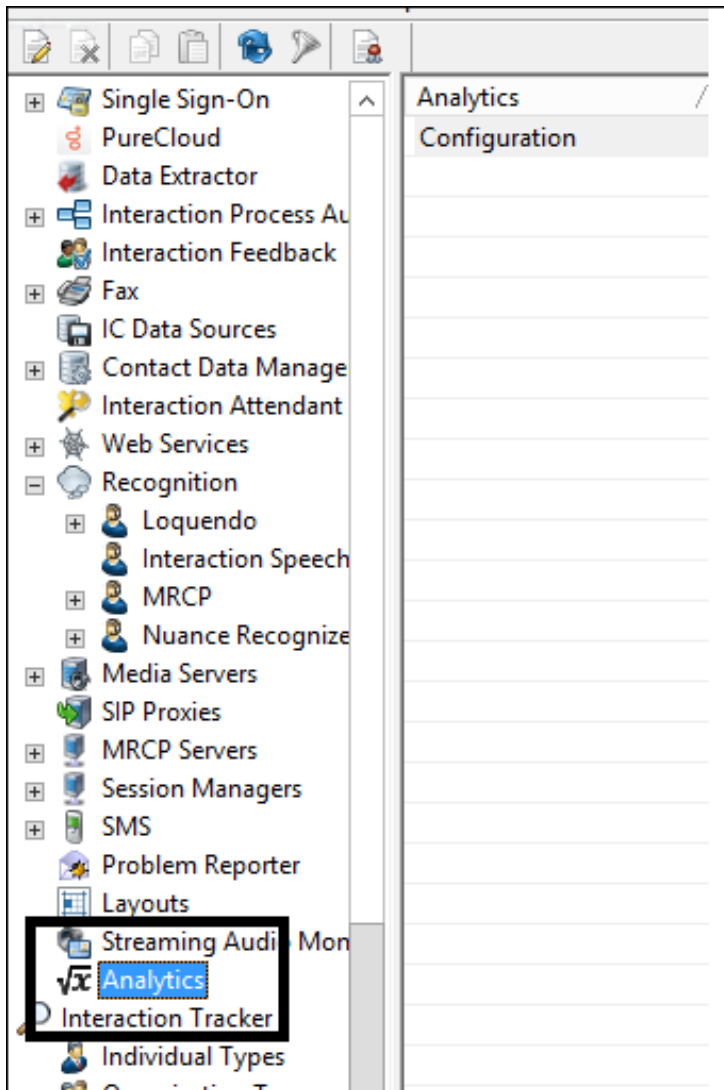 Single Sign-On
PureCloud
Data Extractor
Interaction Process Au
Interaction Feedback
Fax
IC Data Sources
Contact Data Manage
Interaction Attendant
Web Services
Recognition
Loquendo
Interaction Speech
MRCP
Nuance Recognize
Media Servers
SIP Proxies
MRCP Servers
Session Managers
SMS
Problem Reporter
Layouts
Streaming Audio Mon
√x Analytics
Interaction Tracker
Individual Types
Analytics
Configuration